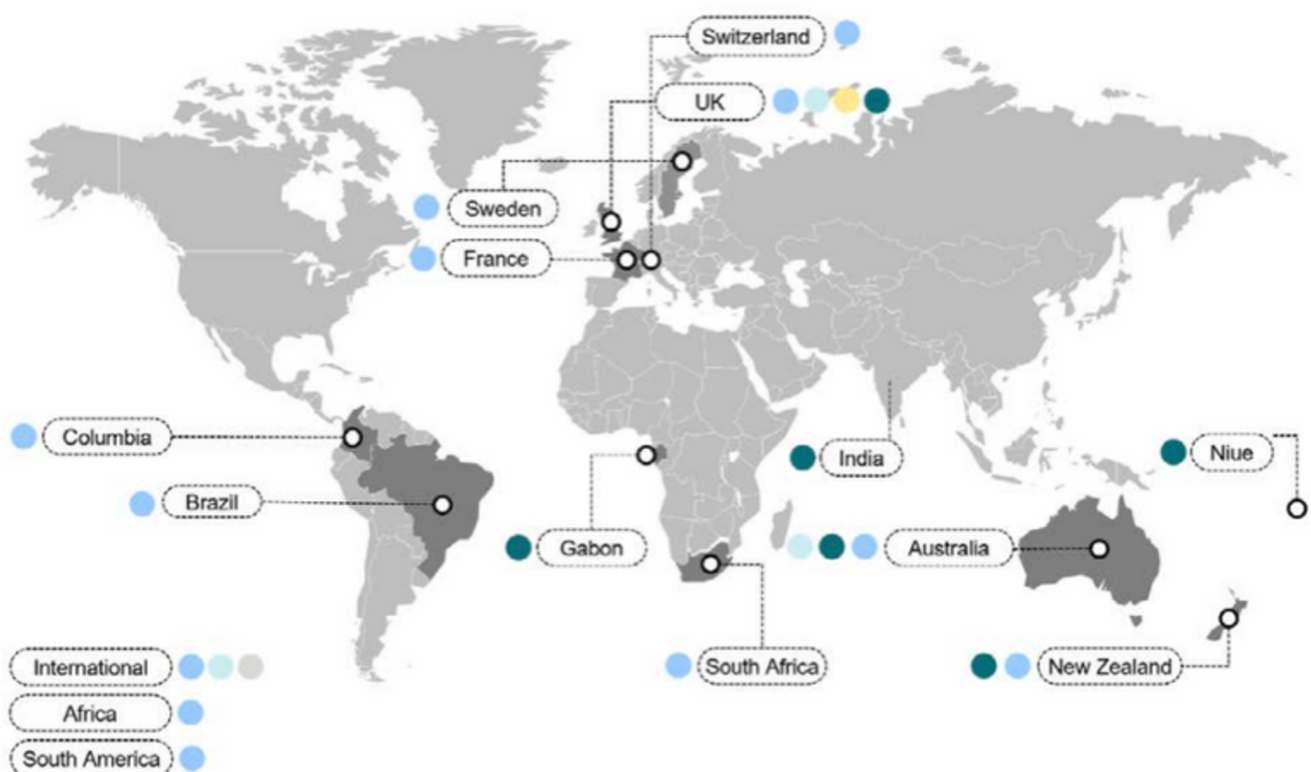 Switzerland
UK
Sweden
France
Columbia
Brazil
India
Niue
Gabon
Australia
International
South Africa
New Zealand
Africa
South America